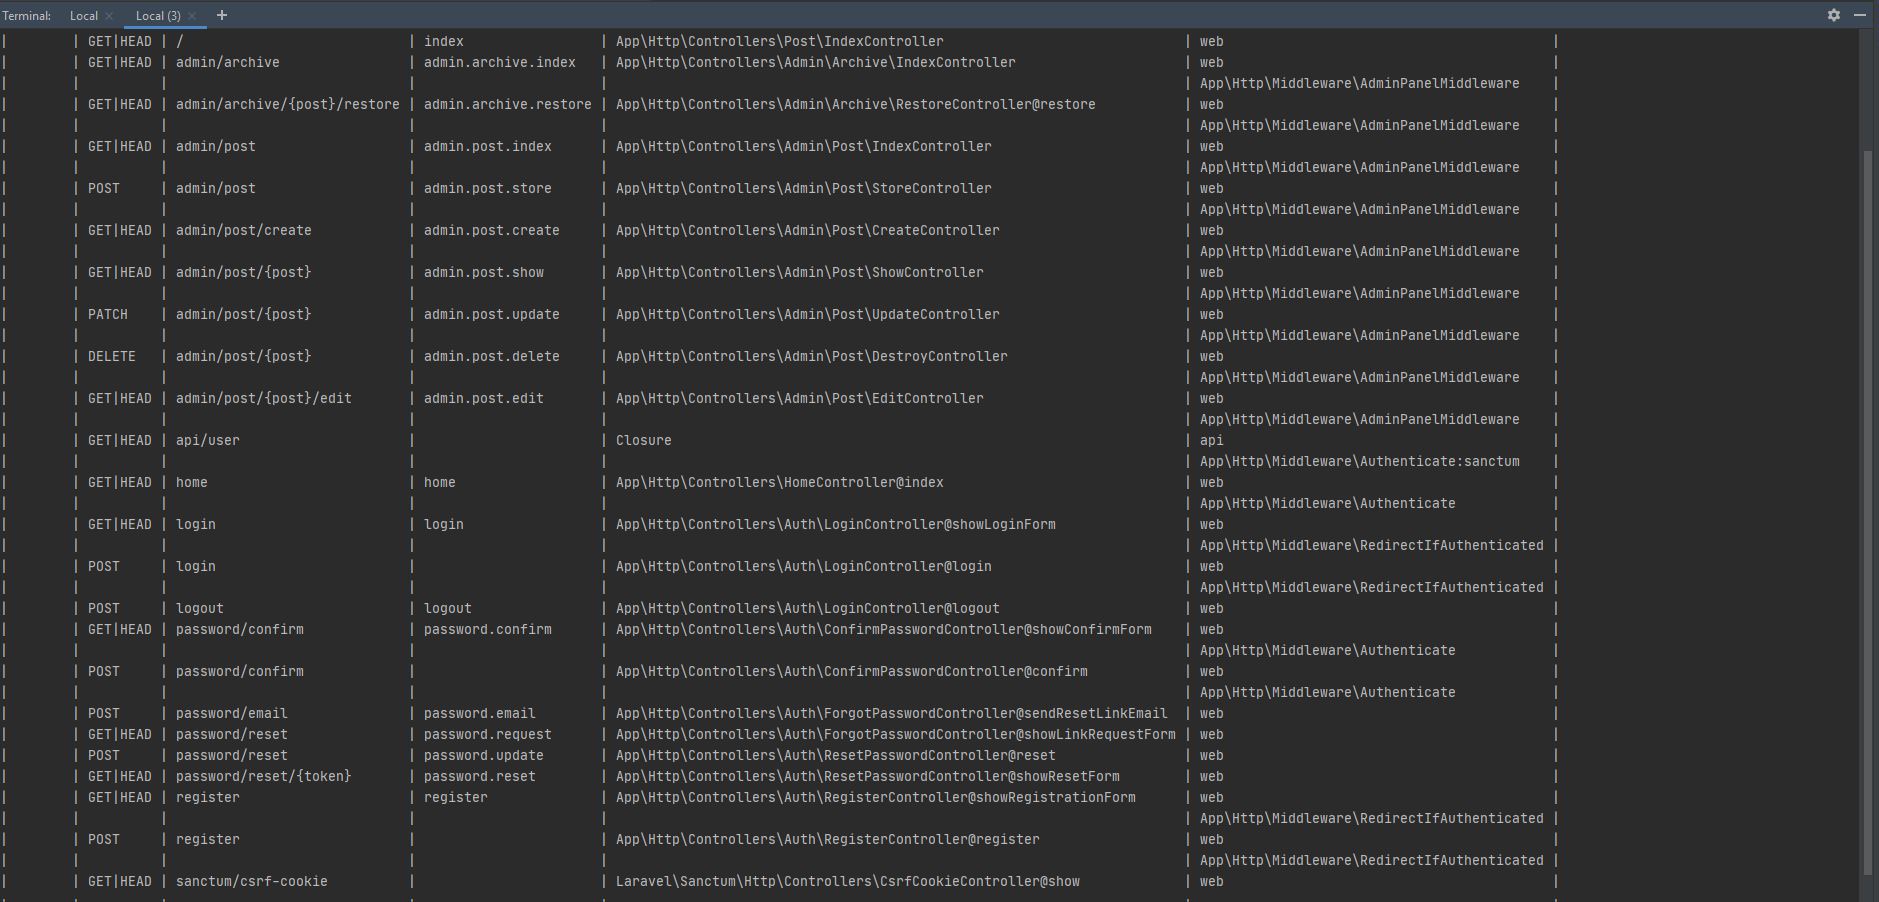 Terminal: Local × Local (3) × +
| | GET|HEAD | / | index | App\Http\Controllers\Post\IndexController | web |
| | GET|HEAD | admin/archive | admin.archive.index | App\Http\Controllers\Admin\Archive\IndexController | web |
| | | | | | App\Http\Middleware\AdminPanelMiddleware |
| | GET|HEAD | admin/archive/{post}/restore | admin.archive.restore | App\Http\Controllers\Admin\Archive\RestoreController@restore | web |
| | | | | | App\Http\Middleware\AdminPanelMiddleware |
| | GET|HEAD | admin/post | admin.post.index | App\Http\Controllers\Admin\Post\IndexController | web |
| | | | | | App\Http\Middleware\AdminPanelMiddleware |
| | POST | admin/post | admin.post.store | App\Http\Controllers\Admin\Post\StoreController | web |
| | | | | | App\Http\Middleware\AdminPanelMiddleware |
| | GET|HEAD | admin/post/create | admin.post.create | App\Http\Controllers\Admin\Post\CreateController | web |
| | | | | | App\Http\Middleware\AdminPanelMiddleware |
| | GET|HEAD | admin/post/{post} | admin.post.show | App\Http\Controllers\Admin\Post\ShowController | web |
| | | | | | App\Http\Middleware\AdminPanelMiddleware |
| | PATCH | admin/post/{post} | admin.post.update | App\Http\Controllers\Admin\Post\UpdateController | web |
| | | | | | App\Http\Middleware\AdminPanelMiddleware |
| | DELETE | admin/post/{post} | admin.post.delete | App\Http\Controllers\Admin\Post\DestroyController | web |
| | | | | | App\Http\Middleware\AdminPanelMiddleware |
| | GET|HEAD | admin/post/{post}/edit | admin.post.edit | App\Http\Controllers\Admin\Post\EditController | web |
| | | | | | App\Http\Middleware\AdminPanelMiddleware |
| | GET|HEAD | api/user | | Closure | api |
| | | | | | App\Http\Middleware\Authenticate:sanctum |
| | GET|HEAD | home | home | App\Http\Controllers\HomeController@index | web |
| | | | | | App\Http\Middleware\Authenticate |
| | GET|HEAD | login | login | App\Http\Controllers\Auth\LoginController@showLoginForm | web |
| | | | | | App\Http\Middleware\RedirectIfAuthenticated |
| | POST | login | | App\Http\Controllers\Auth\LoginController@login | web |
| | | | | | App\Http\Middleware\RedirectIfAuthenticated |
| | POST | logout | logout | App\Http\Controllers\Auth\LoginController@logout | web |
| | GET|HEAD | password/confirm | password.confirm | App\Http\Controllers\Auth\ConfirmPasswordController@showConfirmForm | web |
| | | | | | App\Http\Middleware\Authenticate |
| | POST | password/confirm | | App\Http\Controllers\Auth\ConfirmPasswordController@confirm | web |
| | | | | | App\Http\Middleware\Authenticate |
| | POST | password/email | password.email | App\Http\Controllers\Auth\ForgotPasswordController@sendResetLinkEmail | web |
| | GET|HEAD | password/reset | password.request | App\Http\Controllers\Auth\ForgotPasswordController@showLinkRequestForm | web |
| | POST | password/reset | password.update | App\Http\Controllers\Auth\ResetPasswordController@reset | web |
| | GET|HEAD | password/reset/{token} | password.reset | App\Http\Controllers\Auth\ResetPasswordController@showResetForm | web |
| | GET|HEAD | register | register | App\Http\Controllers\Auth\RegisterController@showRegistrationForm | web |
| | | | | | App\Http\Middleware\RedirectIfAuthenticated |
| | POST | register | | App\Http\Controllers\Auth\RegisterController@register | web |
| | | | | | App\Http\Middleware\RedirectIfAuthenticated |
| | GET|HEAD | sanctum/csrf-cookie | | Laravel\Sanctum\Http\Controllers\CsrfCookieController@show | web |